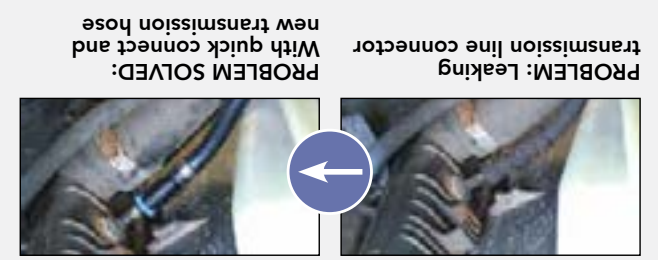 PROBLEM: Leaking
transmission line connector
PROBLEM SOLVED:
With quick connect and
new transmission hose